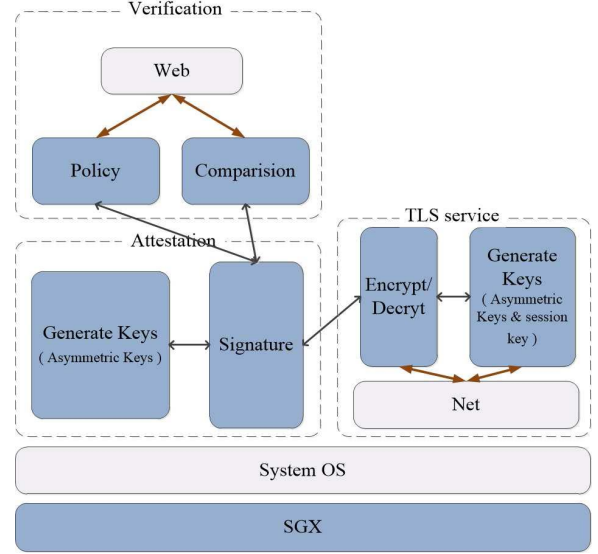 Verification
Web
Policy
Comparision
Attestation
Generate Keys
( Asymmetric Keys )
Signature
TLS service
Encrypt/
Decryt
Generate
Keys
( Asymmetric
Keys & session
key )
Net
System OS
SGX